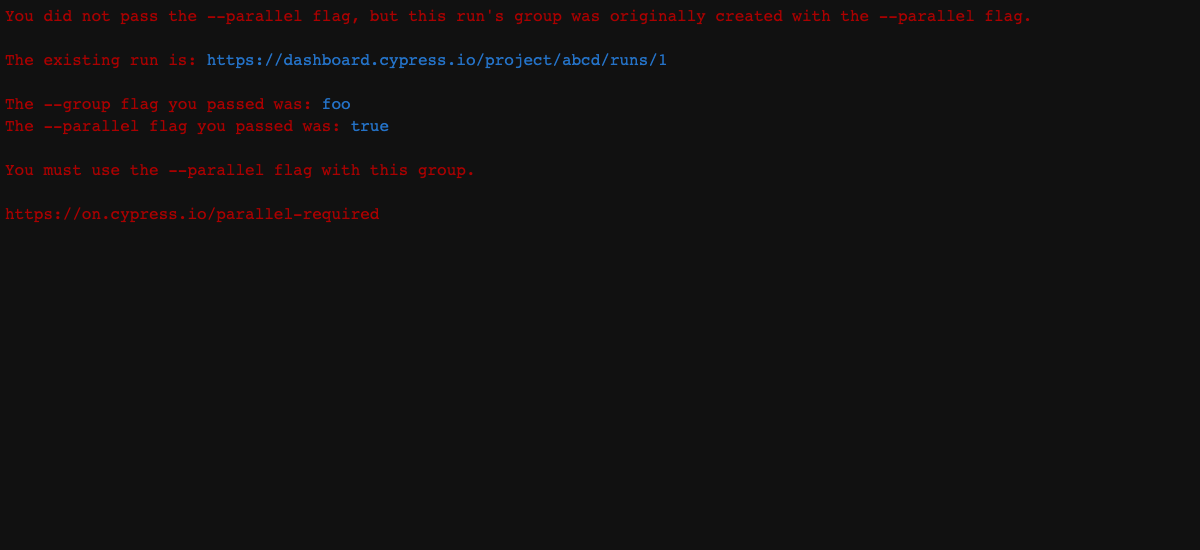 You did not pass the --parallel flag, but this run's group was originally created with the --parallel flag.
The existing run is: https://dashboard.cypress.io/project/abcd/runs/1
The --group flag you passed was: foo
The --parallel flag you passed was: true
You must use the --parallel flag with this group.
https://on.cypress.io/parallel-required